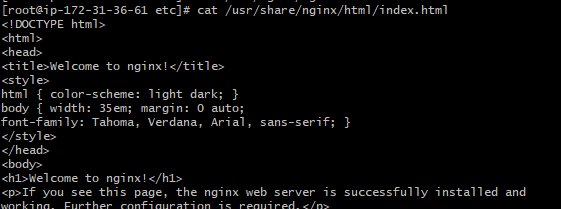 [root@ip-172-31-36-61 etc]# cat /usr/share/nginx/html/index.html
<!DOCTYPE html>
<html>
<head>
<title>Welcome to nginx!</title>
<style>
html { color-scheme: light dark; }
body { width: 35em; margin: 0 auto;
font-family: Tahoma, Verdana, Arial, sans-serif; }
</style>
</head>
<body>
<h1>Welcome to nginx!</h1>
<p>If you see this page, the nginx web server is successfully installed and
working. Further configuration is required.</p>